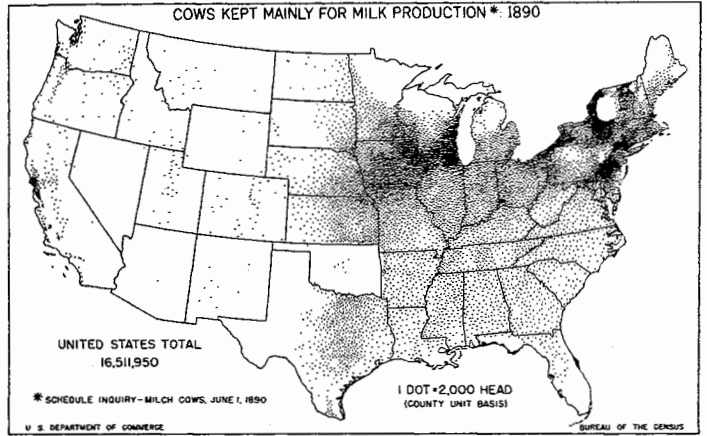 COWS KEPT MAINLY FOR MILK PRODUCTION *: 1890
UNITED STATES TOTAL
16,511,950
* SCHEDULE INQUIRY-MILCH COWS, JUNE 1, 1890
1 DOT=2,000 HEAD
(COUNTY UNIT BASIS)
U S. DEPARTMENT OF COMMERCE
BUREAU OF THE CENSUS